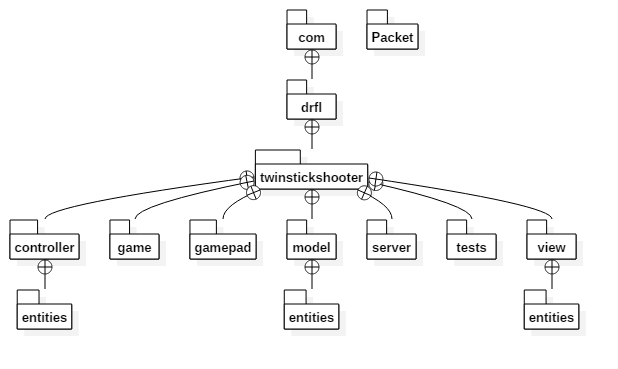 com
Packet
drfl
twinstickshooter
controller
game
gamepad
model
server
tests
view
entities
entities
entities